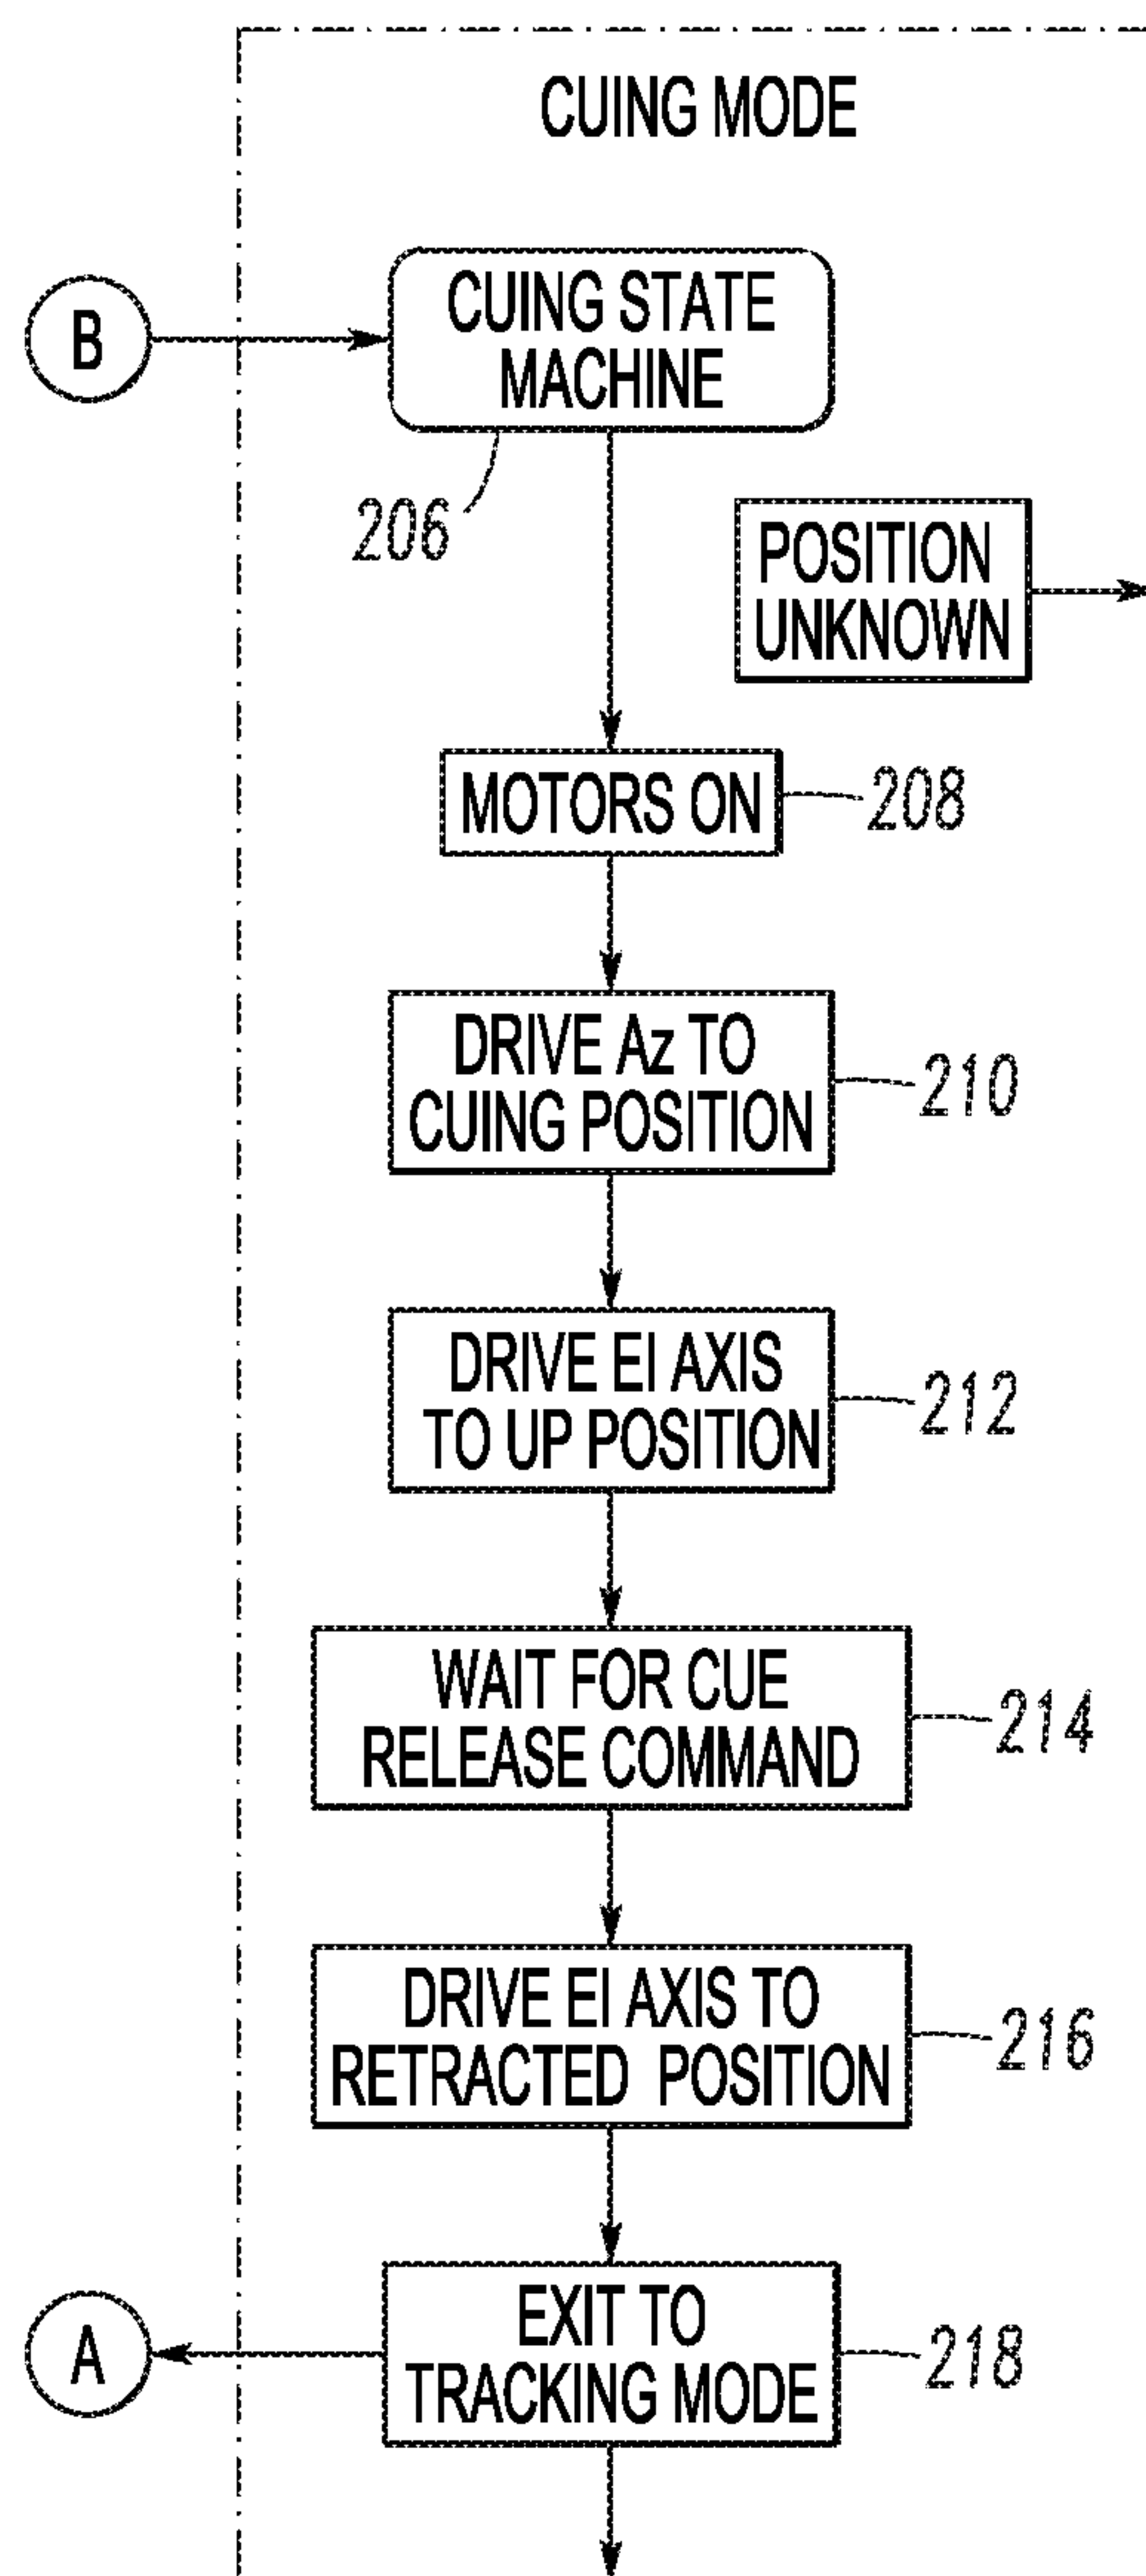 CUING MODE
B
CUING STATE
MACHINE
206
POSITION
UNKNOWN
MOTORS ON
208
DRIVE Az TO
CUING POSITION
210
DRIVE El AXIS
TO UP POSITION
212
WAIT FOR CUE
RELEASE COMMAND
214
DRIVE El AXIS TO
RETRACTED POSITION
216
EXIT TO
TRACKING MODE
A
218